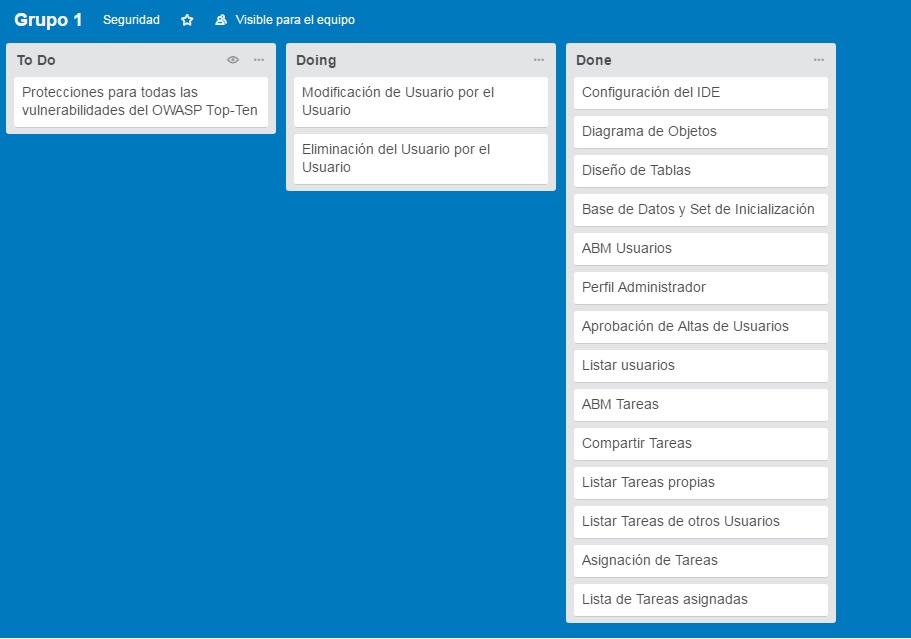 Grupo 1 Seguridad Visible para el equipo
To Do
Protecciones para todas las
vulnerabilidades del OWASP Top-Ten
Doing
Modificación de Usuario por el
Usuario
Eliminación del Usuario por el
Usuario
Done
Configuración del IDE
Diagrama de Objetos
Diseño de Tablas
Base de Datos y Set de Inicialización
ABM Usuarios
Perfil Administrador
Aprobación de Altas de Usuarios
Listar usuarios
ABM Tareas
Compartir Tareas
Listar Tareas propias
Listar Tareas de otros Usuarios
Asignación de Tareas
Lista de Tareas asignadas